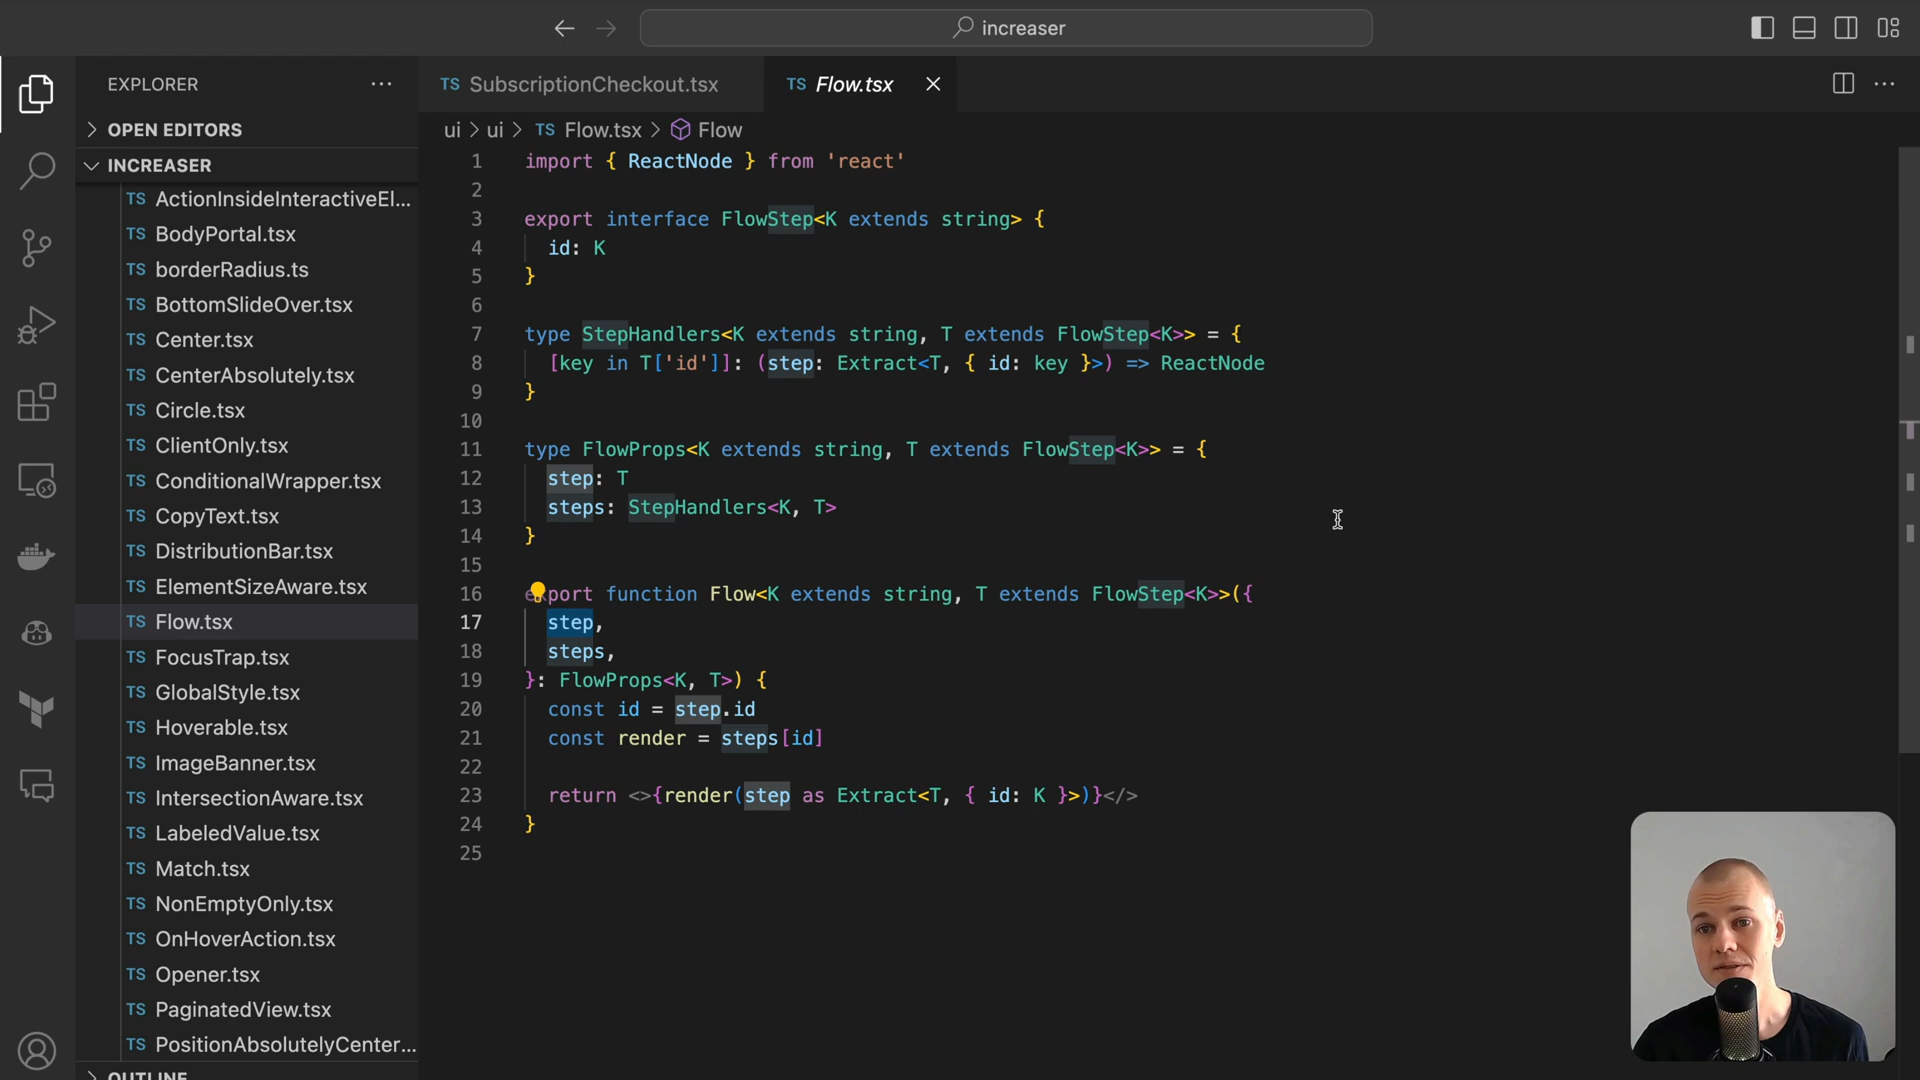 increaser
EXPLORER
OPEN EDITORS
INCREASER
TS ActionInsideInteractiveEl...
TS BodyPortal.tsx
TS borderRadius.ts
TS BottomSlideOver.tsx
TS Center.tsx
TS CenterAbsolutely.tsx
TS Circle.tsx
TS ClientOnly.tsx
TS ConditionalWrapper.tsx
TS CopyText.tsx
TS DistributionBar.tsx
TS ElementSizeAware.tsx
TS Flow.tsx
TS FocusTrap.tsx
TS GlobalStyle.tsx
TS Hoverable.tsx
TS ImageBanner.tsx
TS IntersectionAware.tsx
TS LabeledValue.tsx
TS Match.tsx
TS NonEmptyOnly.tsx
TS OnHoverAction.tsx
TS Opener.tsx
TS PaginatedView.tsx
TS PositionAbsolutelyCenter...
OUTLINE
TS SubscriptionCheckout.tsx
TS Flow.tsx
ui > ui > TS Flow.tsx > Flow
1 import { ReactNode } from 'react'
2
3 export interface FlowStep<K extends string> {
4 id: K
5 }
6
7 type StepHandlers<K extends string, T extends FlowStep<K>> = {
8 [key in T['id']]: (step: Extract<T, { id: key }>) => ReactNode
9 }
10
11 type FlowProps<K extends string, T extends FlowStep<K>> = {
12 step: T
13 steps: StepHandlers<K, T>
14 }
15
16 export function Flow<K extends string, T extends FlowStep<K>>({
17 step,
18 steps,
19 }: FlowProps<K, T>) {
20 const id = step.id
21 const render = steps[id]
22
23 return <>{render(step as Extract<T, { id: K }>)}</>
24 }
25